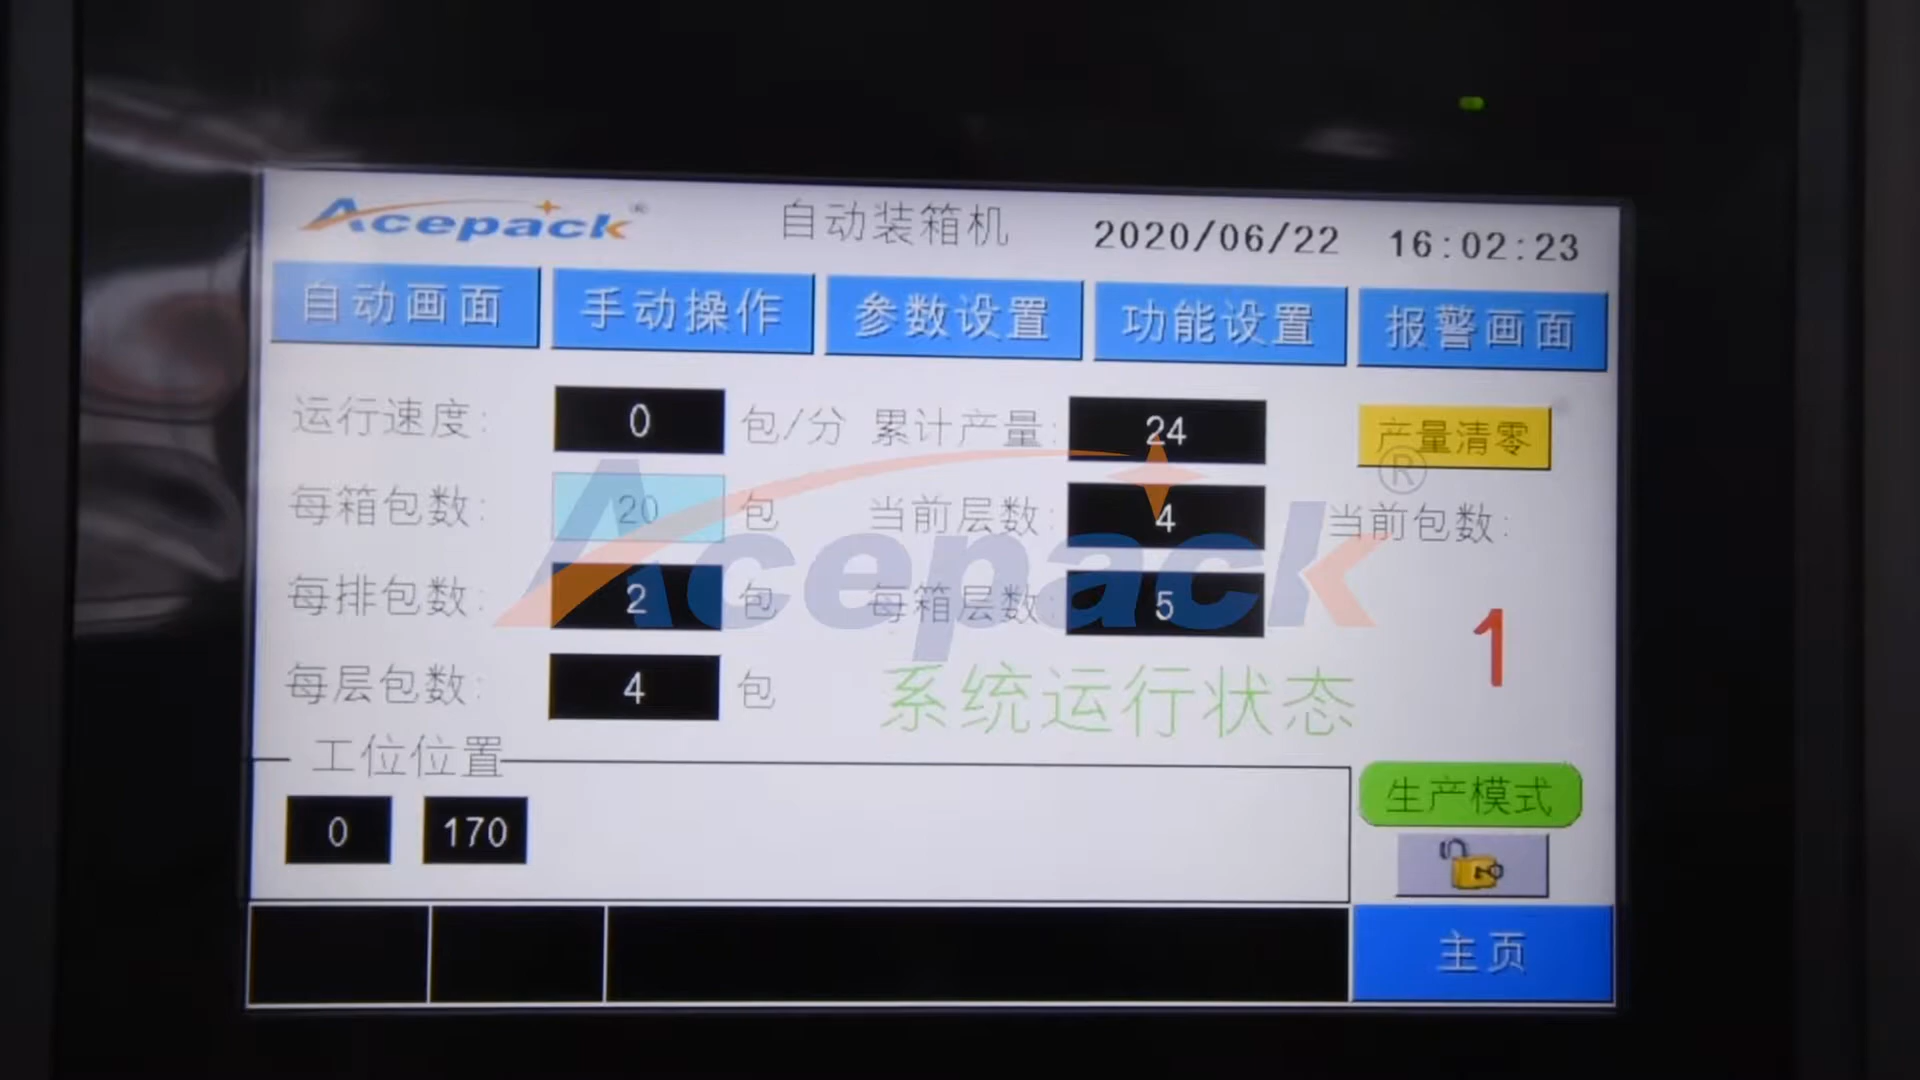 Acepack®
自动装箱机
2020/06/22 16:02:23
自动画面 手动操作 参数设置 功能设置 报警画面
运行速度: 0 包/分 累计产量: 24 产量清零
每箱包数: 20 包 当前层数: 4 当前包数:
每排包数: 2 包 每箱层数: 5 1
每层包数: 4 包 系统运行状态
Acepack®
工位位置
0 170
生产模式
主页